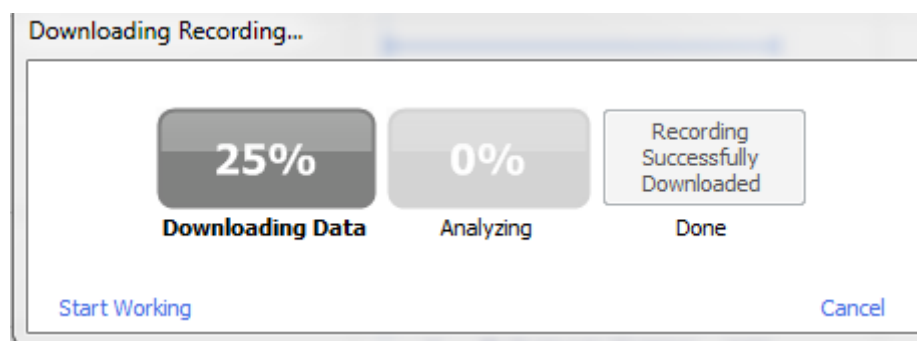 Downloading Recording...
25%
0%
Recording
Successfully
Downloaded
Downloading Data
Analyzing
Done
Start Working
Cancel